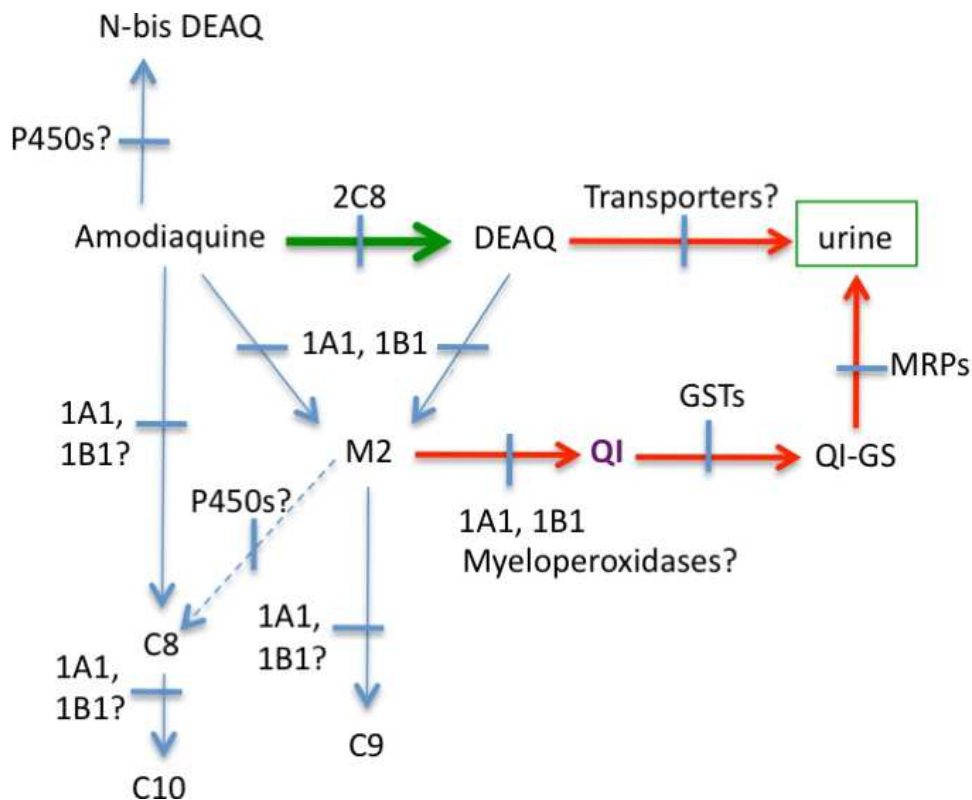 N-bis DEAQ
P450s?
2C8
Transporters?
Amodiaquine
DEAQ
urine
1A1, 1B1
MRPs
GSTs
1A1,
1B1?
M2
QI
QI-GS
P450s?
1A1, 1B1
Myeloperoxidases?
1A1,
1B1?
C8
1A1,
1B1?
C9
C10